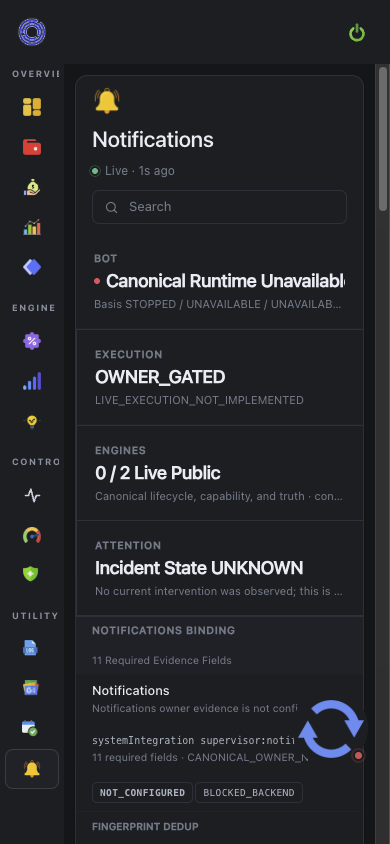 OVERVIE
Notifications
Live · 1s ago
Search
BOT
Canonical Runtime Unavailabl
Basis STOPPED / UNAVAILABLE / UNAVAILAB...
ENGINE
EXECUTION
OWNER_GATED
LIVE_EXECUTION_NOT_IMPLEMENTED
ENGINES
0 / 2 Live Public
CONTRO
Canonical lifecycle, capability, and truth · con...
ATTENTION
Incident State UNKNOWN
No current intervention was observed; this is ...
UTILITY
NOTIFICATIONS BINDING
11 Required Evidence Fields
Notifications
Notifications owner evidence is not confi
systemIntegration supervisor:notif
11 required fields · CANONICAL_OWNER_N
NOT_CONFIGURED BLOCKED_BACKEND
FINGERPRINT DEDUP